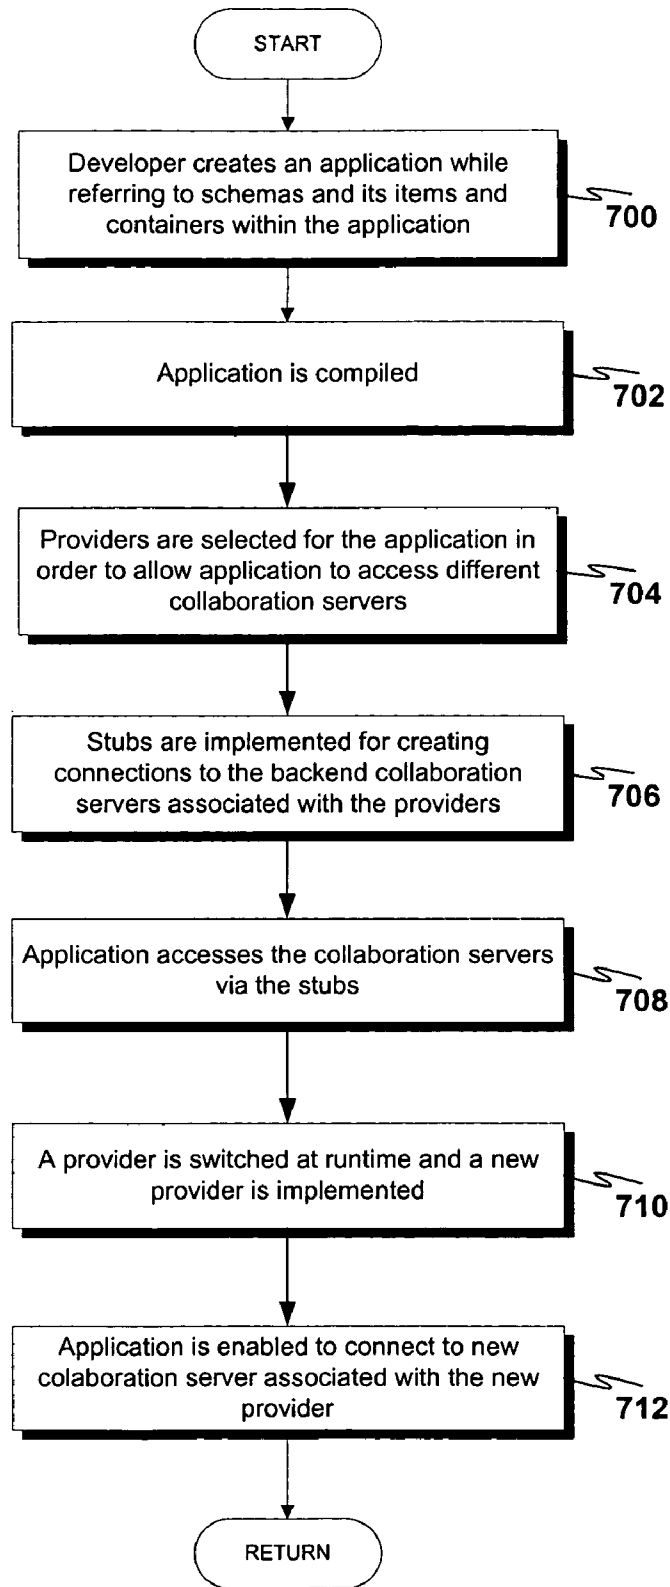 START
Developer creates an application while
referring to schemas and its items and
containers within the application
700
Application is compiled
702
Providers are selected for the application in
order to allow application to access different
collaboration servers
704
Stubs are implemented for creating
connections to the backend collaboration
servers associated with the providers
706
Application accesses the collaboration servers
via the stubs
708
A provider is switched at runtime and a new
provider is implemented
710
Application is enabled to connect to new
colaboration server associated with the new
provider
712
RETURN